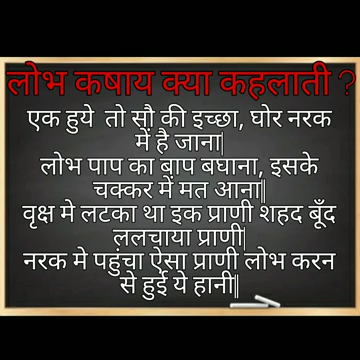 लोभ कषाय क्या कहलाती ?
एक हुये तो सौ की इच्छा, घोर नरक
में है जाना|
लोभ पाप का बाप बघाना, इसके
चक्कर में मत आना||
वृक्ष मे लटका था इक प्राणी शहद बूँद
ललचाया प्राणी|
नरक मे पहुंचा ऐसा प्राणी लोभ करन
से हुई ये हानी||